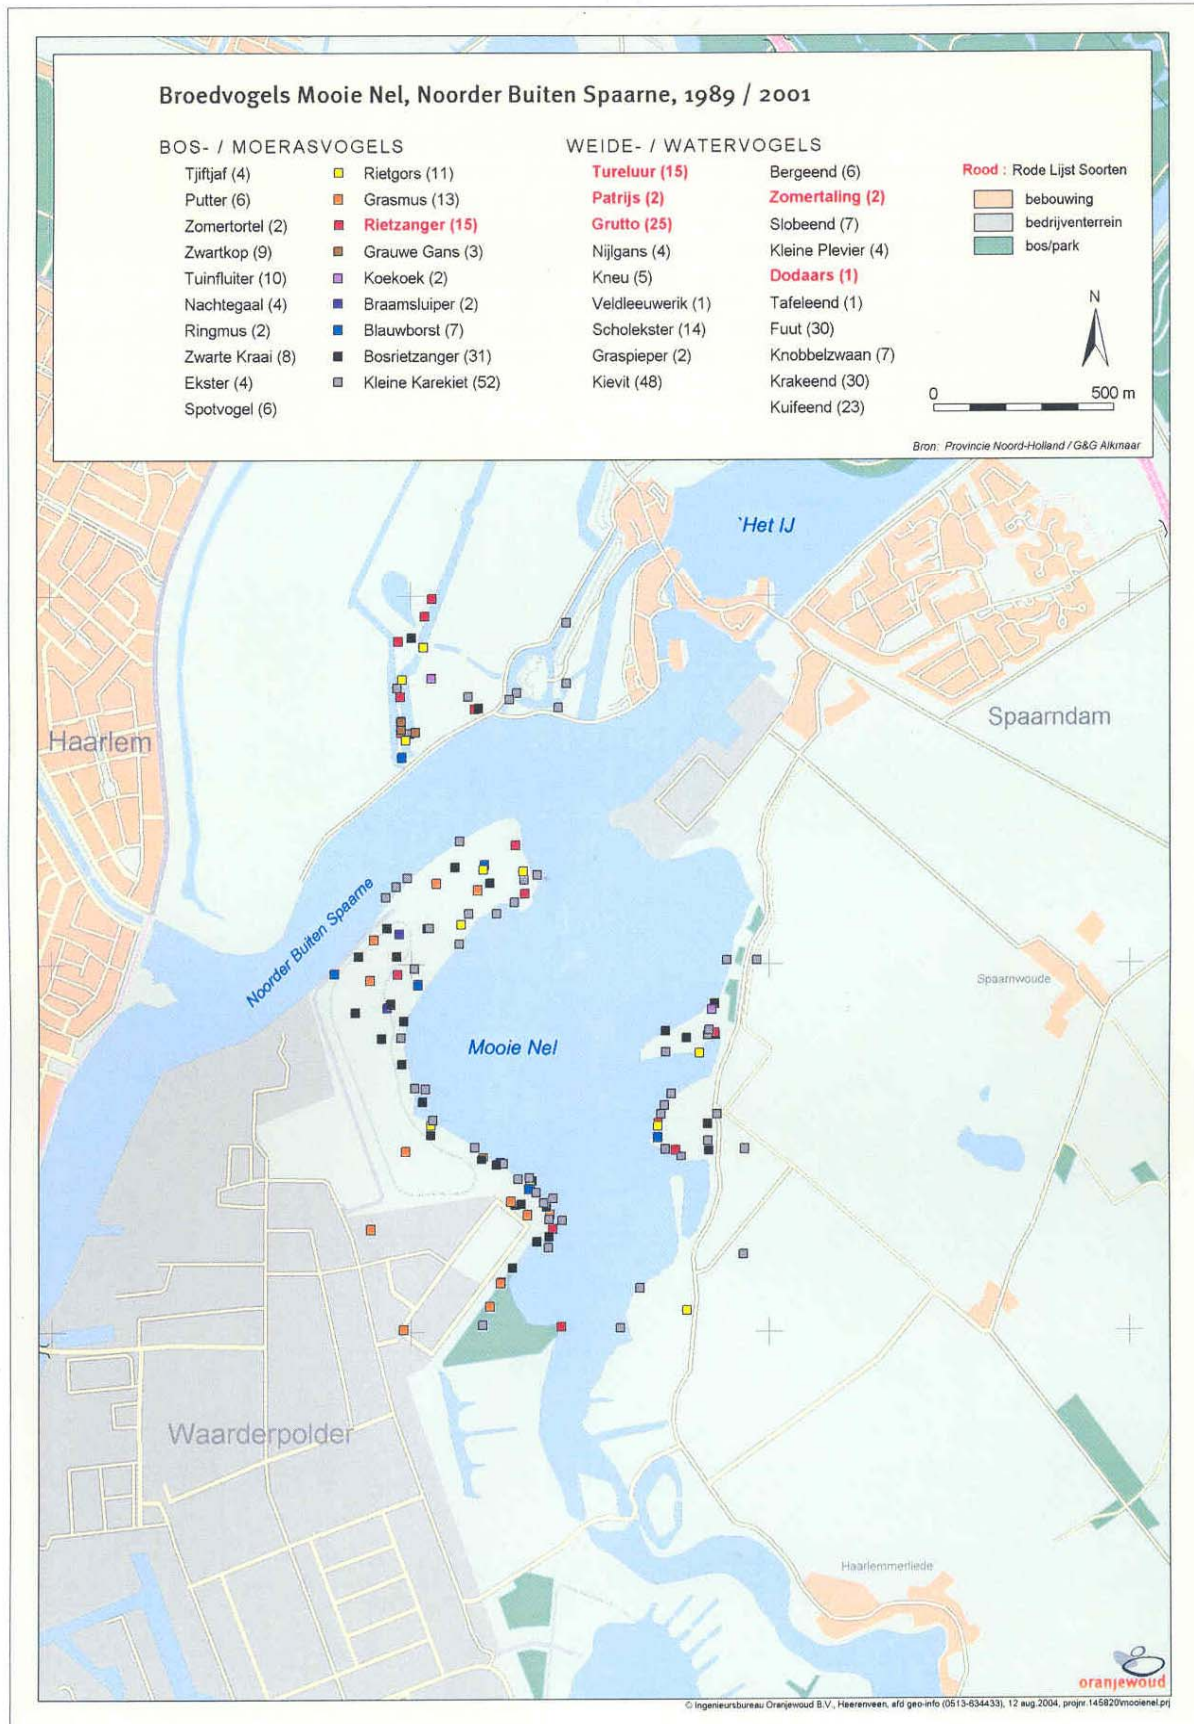 Broedvogels Mooie Nel, Noorder Buiten Spaarne, 1989 / 2001
BOS- / MOERASVOGELS
Tjiftjaf (4)
Putter (6)
Zomertortel (2)
Zwartkop (9)
Tuinfluiter (10)
Nachtegaal (4)
Ringmus (2)
Zwarte Kraai (8)
Ekster (4)
Spotvogel (6)
Rietgors (11)
Grasmus (13)
Rietzanger (15)
Grauwe Gans (3)
Koekoek (2)
Braamsluiper (2)
Blauwborst (7)
Bosrietzanger (31)
Kleine Karekiet (52)
WEIDE- / WATERVOGELS
Tureluur (15)
Patrijs (2)
Grutto (25)
Nijlgans (4)
Kneu (5)
Veldleeuwerik (1)
Scholekster (14)
Graspieper (2)
Kievit (48)
Bergeend (6)
Zomertaling (2)
Slobeend (7)
Kleine Plevier (4)
Dodaars (1)
Tafeleend (1)
Fuut (30)
Knobbelzwaan (7)
Krakeend (30)
Kuifeend (23)
Rood : Rode Lijst Soorten
bebouwing
bedrijventerrein
bos/park
N
0 500 m
Bron: Provincie Noord-Holland / G&G Alkmaar
'Het IJ
Spaarndam
Haarlem
Noorder Buiten Spaarne
Spaarnwoude
Mooie Nel
Waarderpolder
Haarlemmerliede
oranjewoud
© Ingenieursbureau Oranjewoud B.V., Heerenveen, afd geo-info (0513-634433), 12 aug.2004, projnr.145820\mooienel.prj